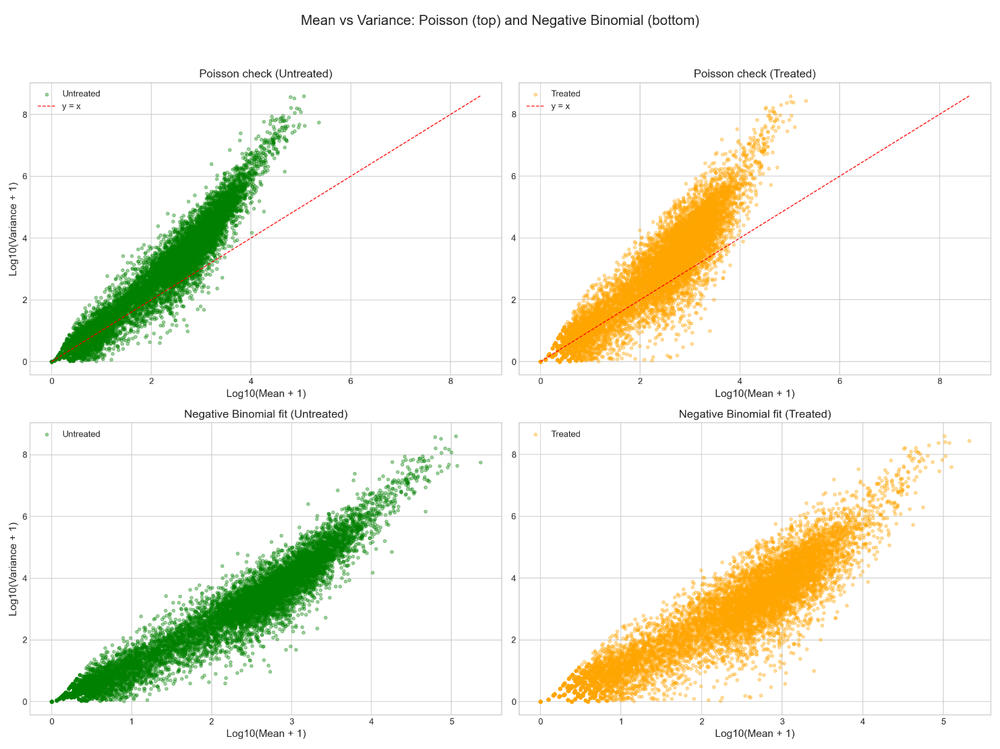 Mean vs Variance: Poisson (top) and Negative Binomial (bottom)
Poisson check (Untreated)
Untreated
y = x
Log10(Variance + 1)
8
6
4
2
0
0 2 4 6 8
Log10(Mean + 1)
Poisson check (Treated)
Treated
y = x
8
6
4
2
0
0 2 4 6 8
Log10(Mean + 1)
Negative Binomial fit (Untreated)
Untreated
Log10(Variance + 1)
8
6
4
2
0
0 1 2 3 4 5
Log10(Mean + 1)
Negative Binomial fit (Treated)
Treated
8
6
4
2
0
0 1 2 3 4 5
Log10(Mean + 1)